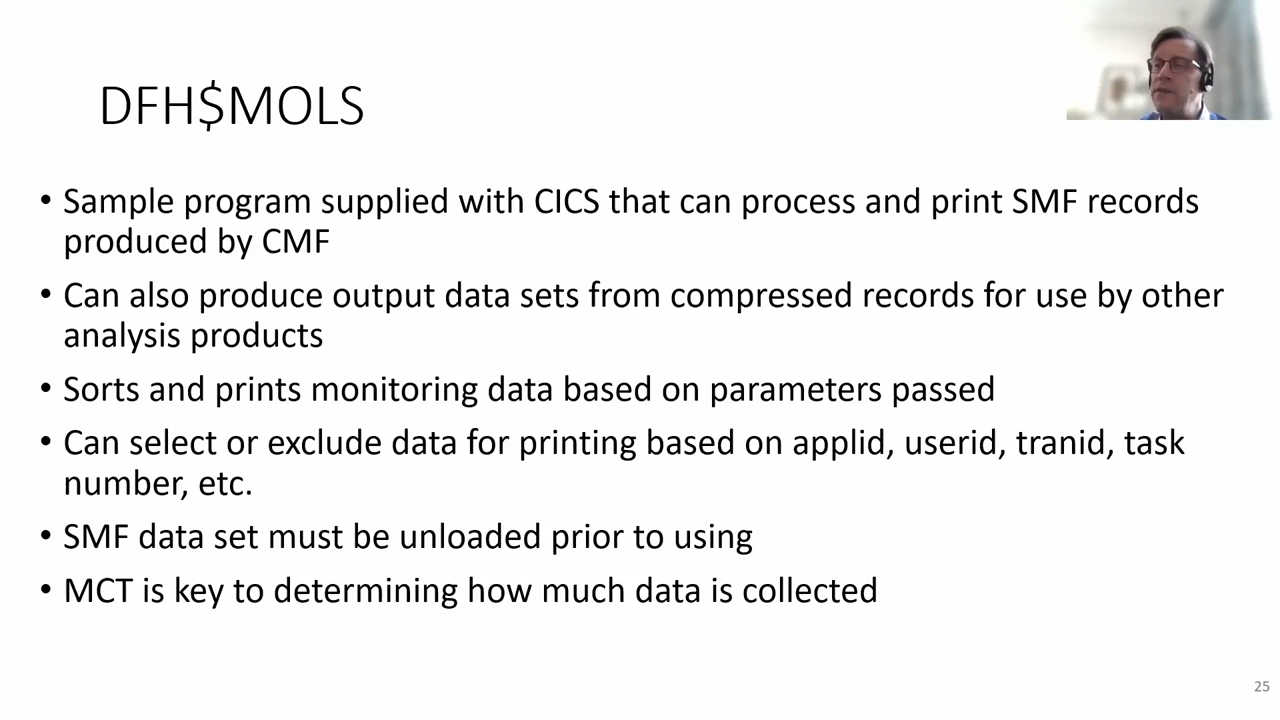 DFH$MOLS
• Sample program supplied with CICS that can process and print SMF records
produced by CMF
• Can also produce output data sets from compressed records for use by other
analysis products
• Sorts and prints monitoring data based on parameters passed
• Can select or exclude data for printing based on applid, userid, tranid, task
number, etc.
• SMF data set must be unloaded prior to using
• MCT is key to determining how much data is collected
25